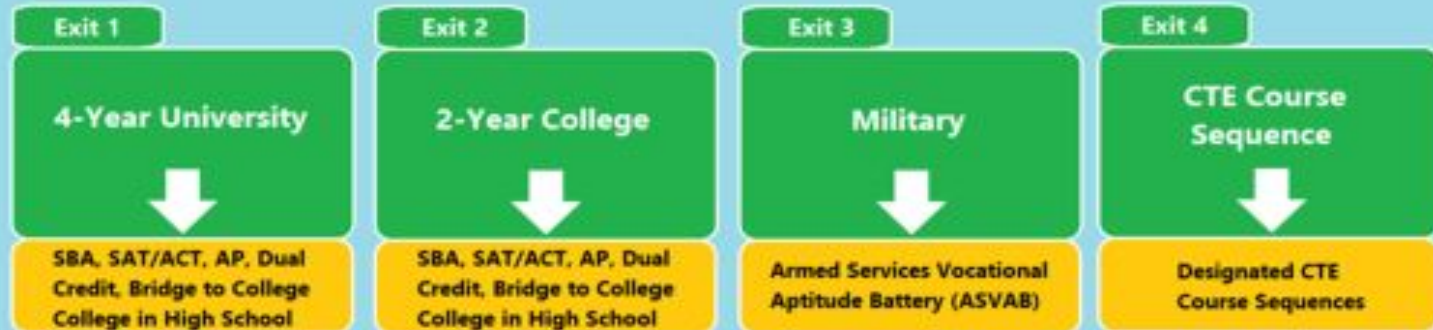 Exit 1
4-Year University
SBA, SAT/ACT, AP, Dual
Credit, Bridge to College
College in High School
Exit 2
2-Year College
SBA, SAT/ACT, AP, Dual
Credit, Bridge to College
College in High School
Exit 3
Military
Armed Services Vocational
Aptitude Battery (ASVAB)
Exit 4
CTE Course
Sequence
Designated CTE
Course Sequences